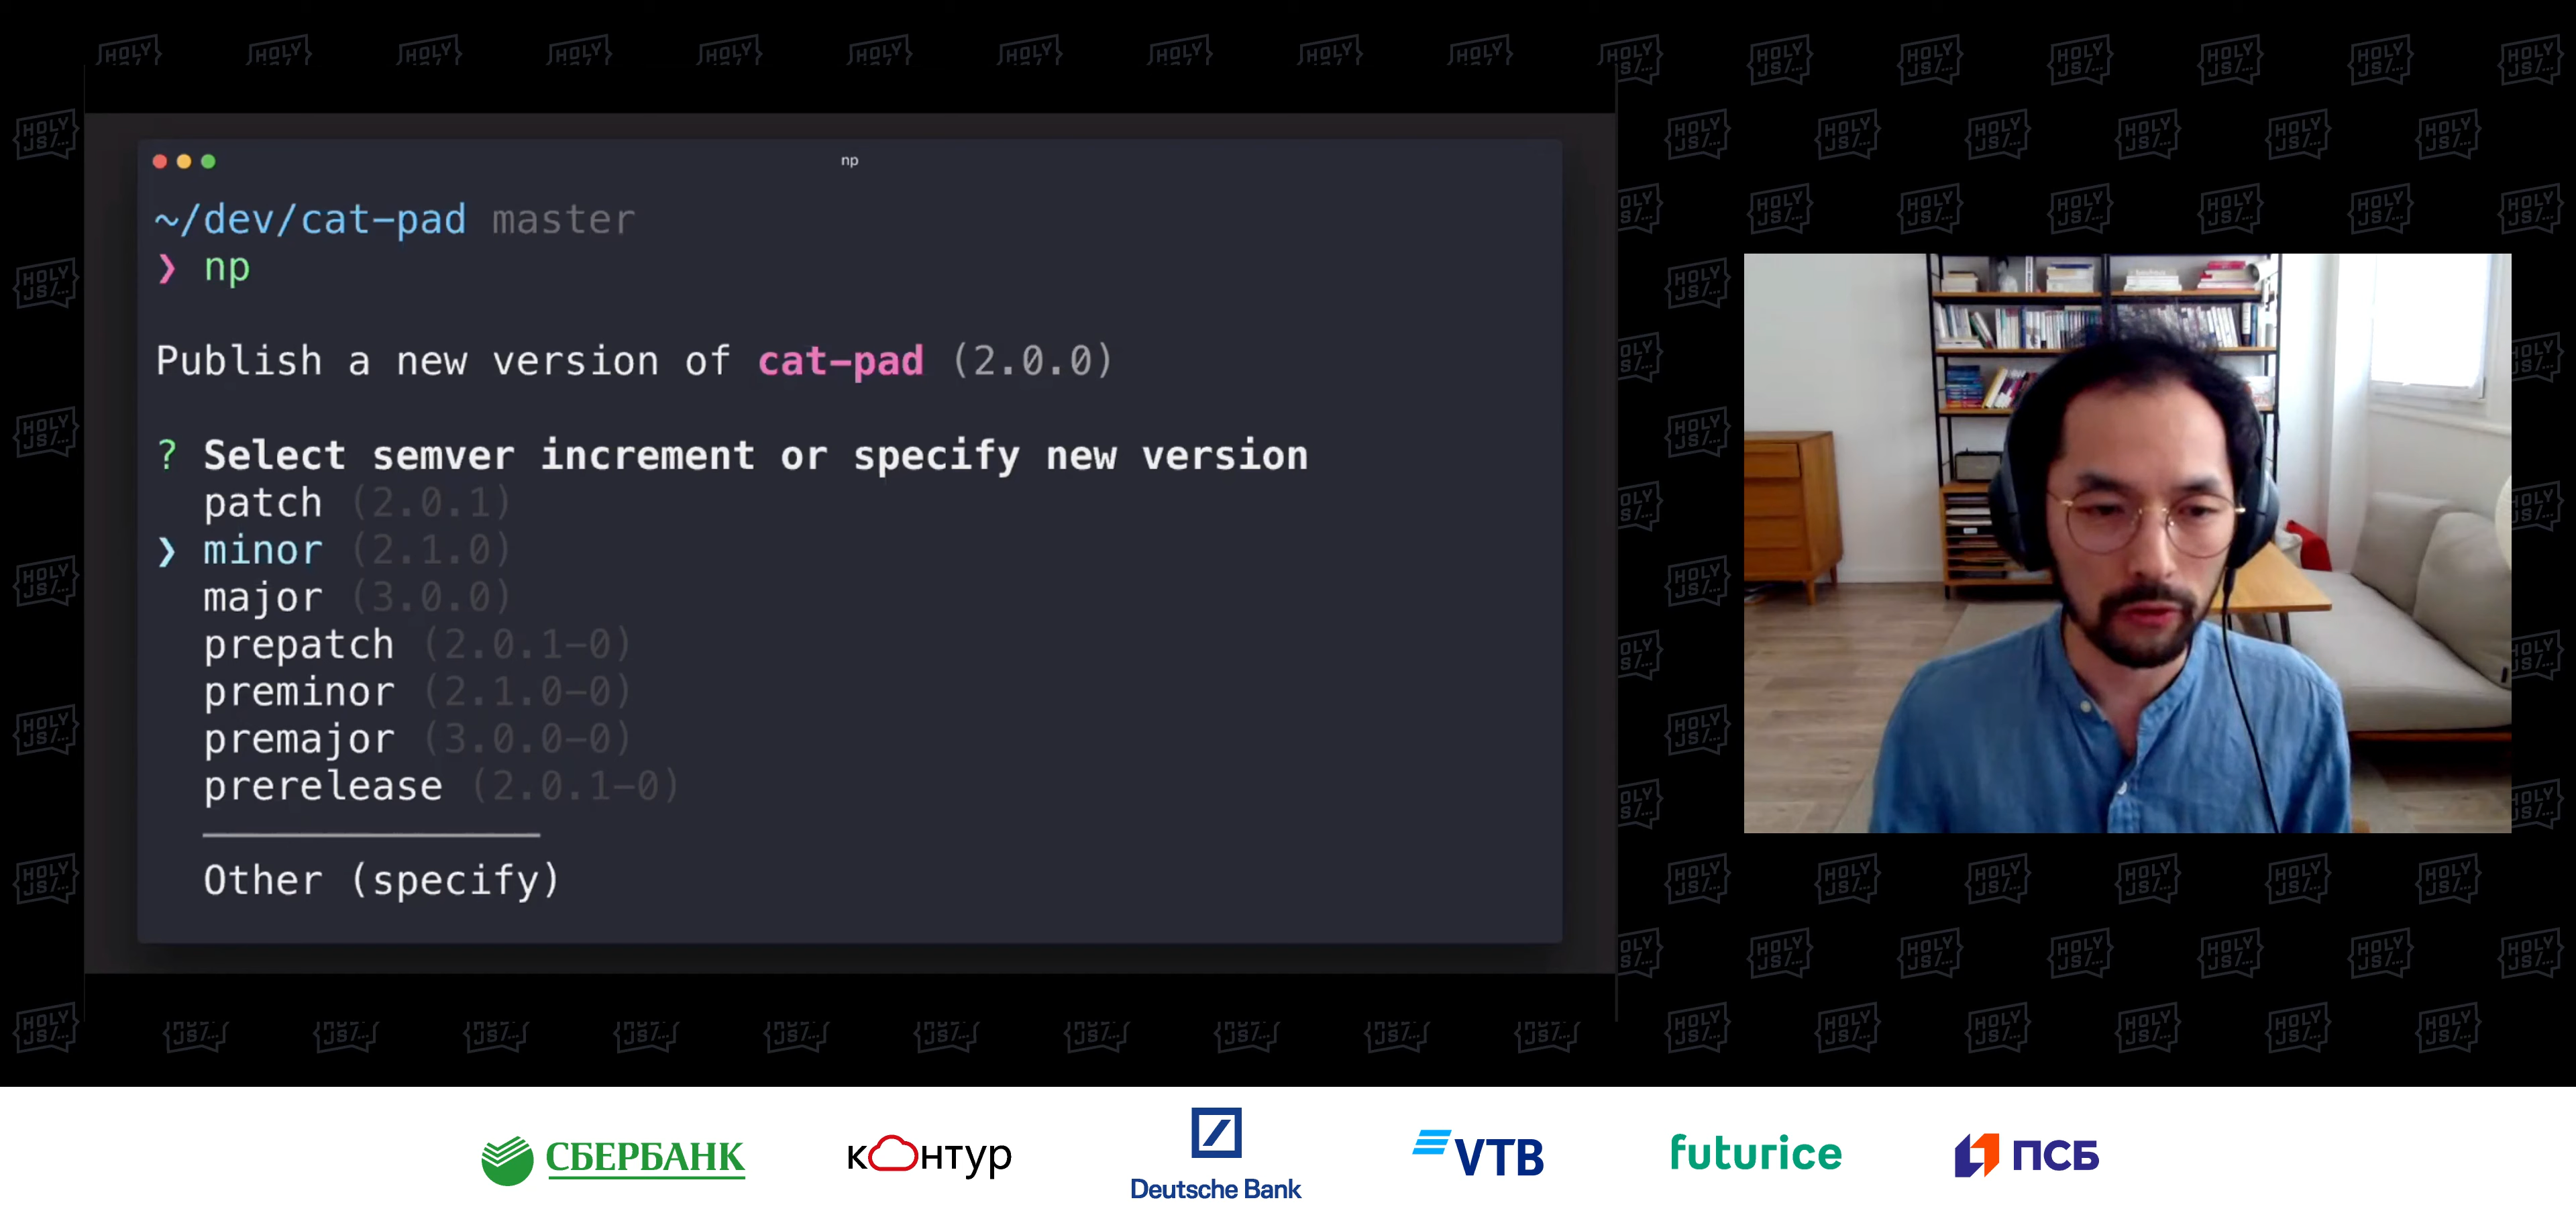 np
~/dev/cat-pad master
❯ np
Publish a new version of cat-pad (2.0.0)
? Select semver increment or specify new version
patch (2.0.1)
❯ minor (2.1.0)
major (3.0.0)
prepatch (2.0.1-0)
preminor (2.1.0-0)
premajor (3.0.0-0)
prerelease (2.0.1-0)
Other (specify)
HOLY
JS/...
СБЕРБАНК
контур
Deutsche Bank
VTB
futurice
ПСБ